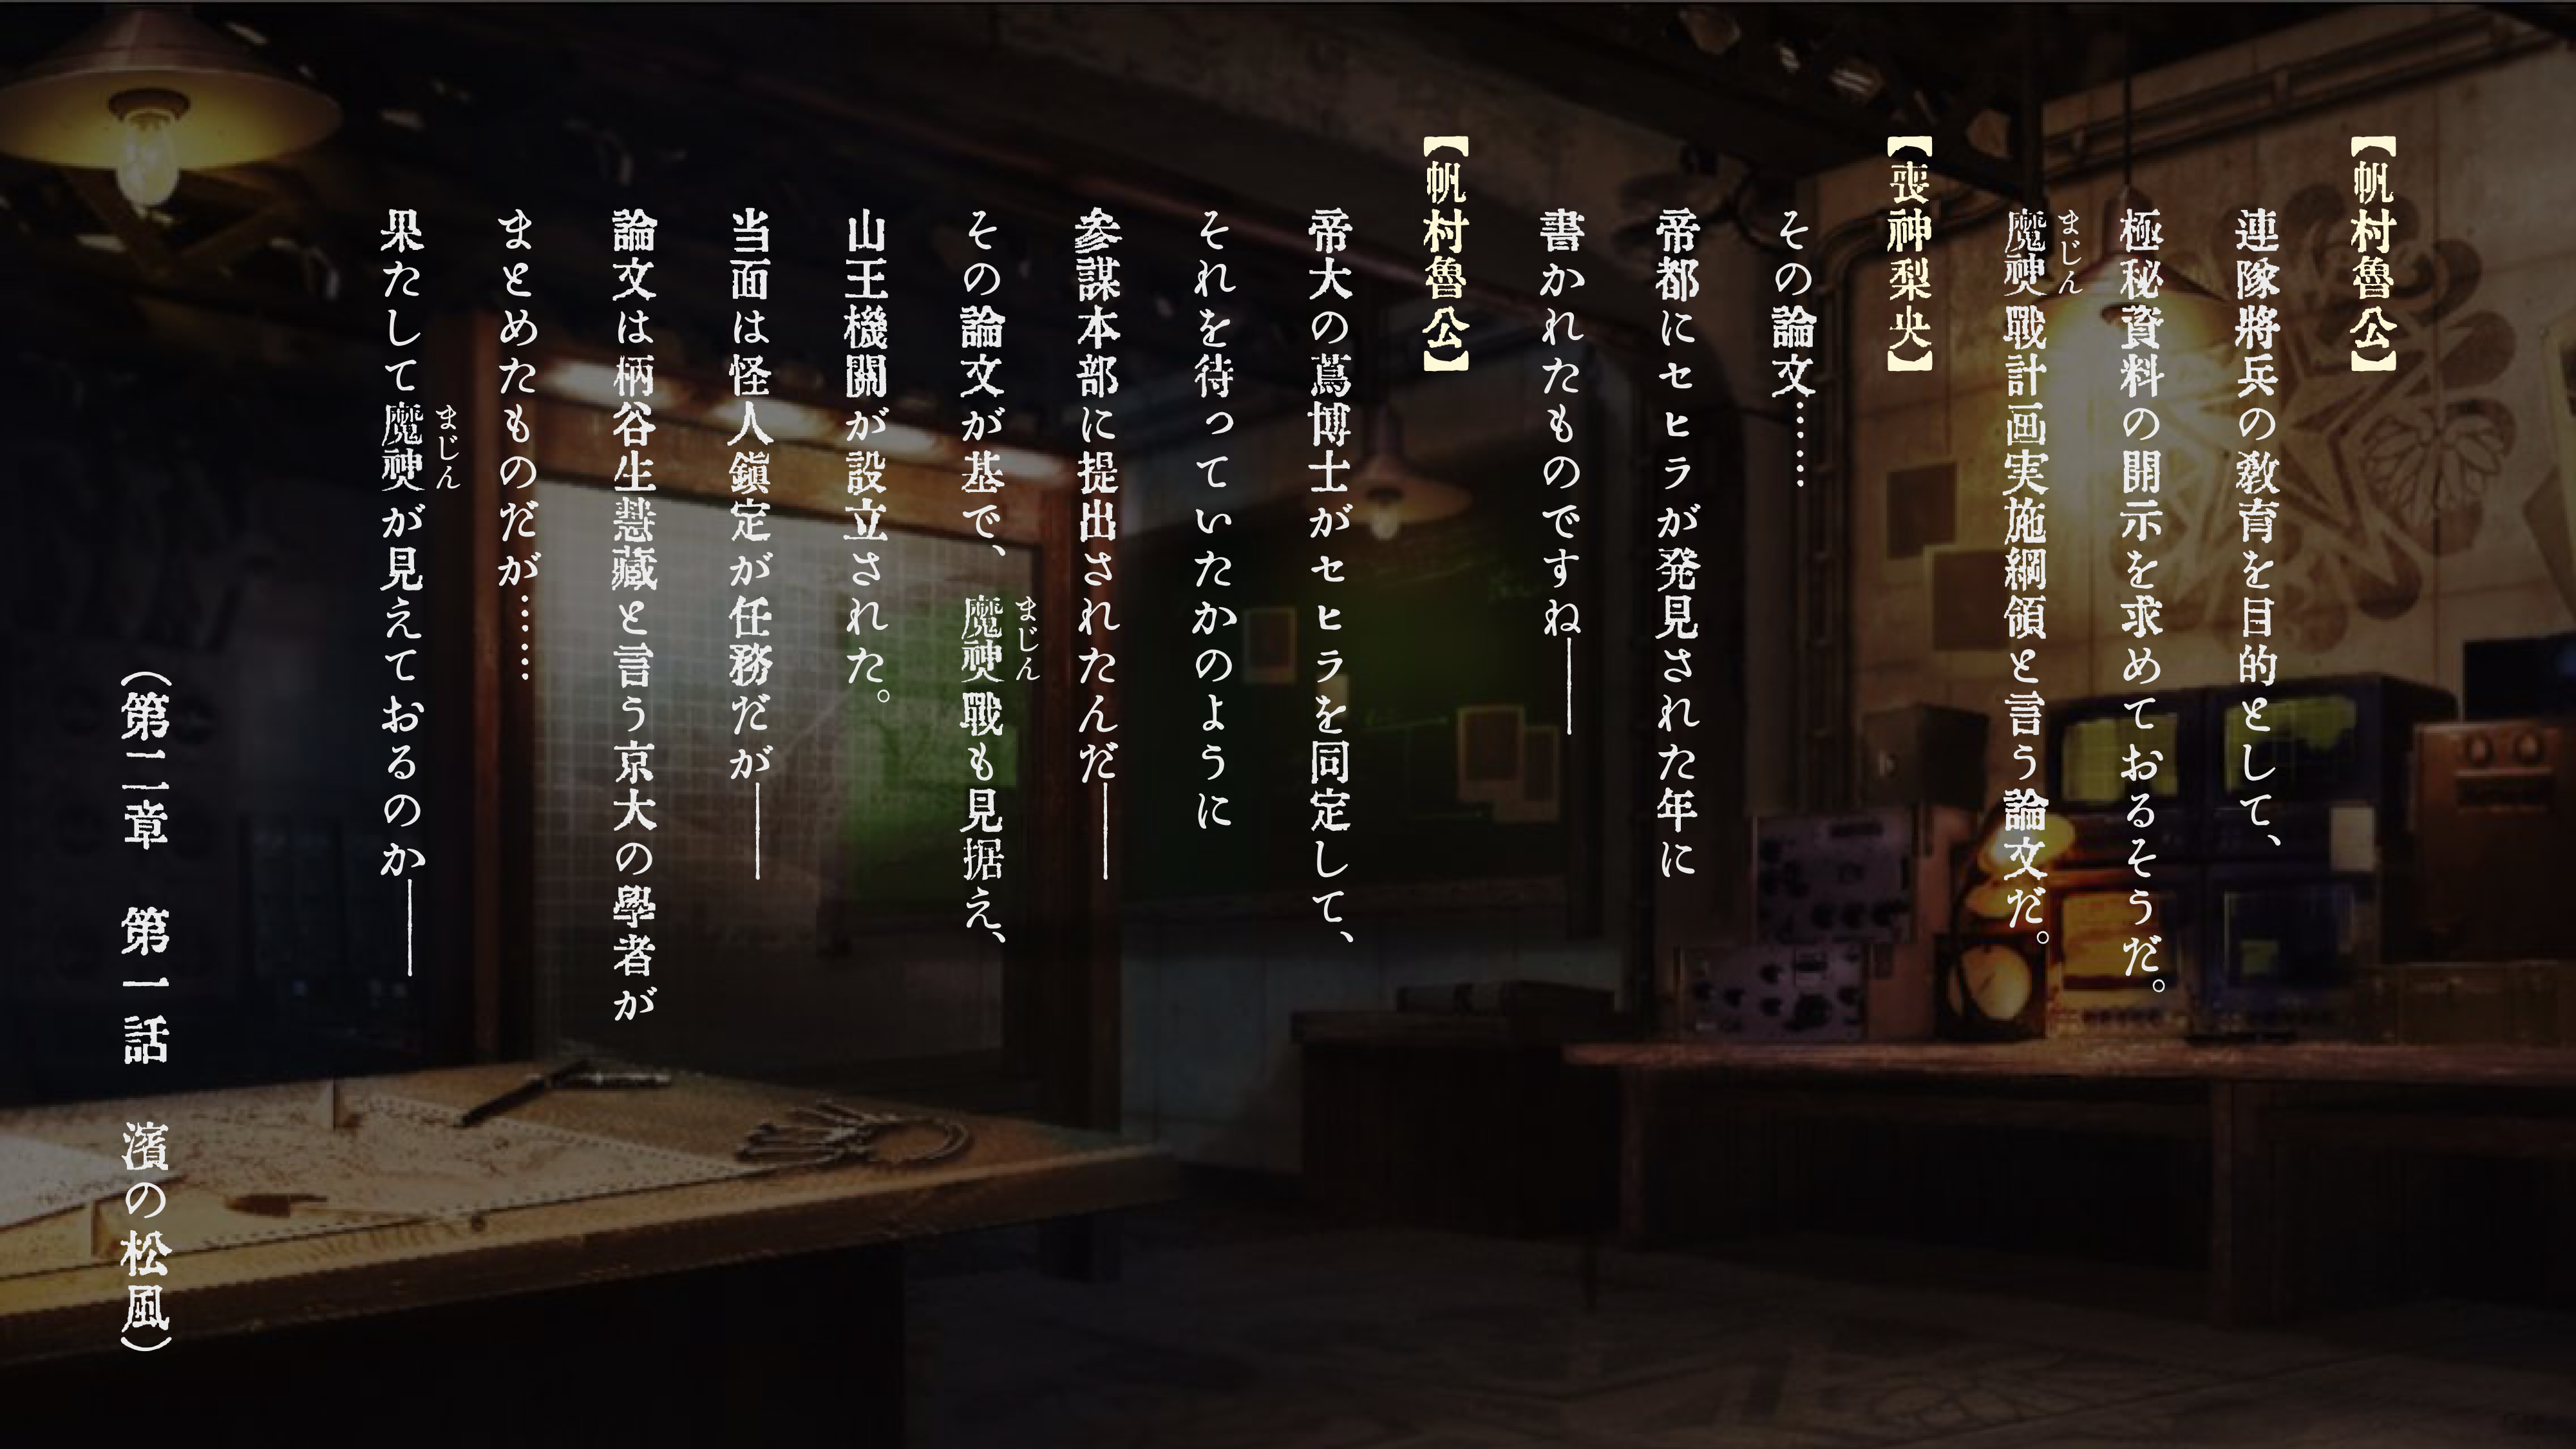 【帆村魯公】
連隊將兵の教育を目的として、
極秘資料の開示を求めておるそうだ。
魔神戰計画実施綱領と言う論文だ。
まじん
【喪神梨央】
その論文……
帝都にセヒラが発見された年に
書かれたものですね――
【帆村魯公】
帝大の蔦博士がセヒラを同定して、
それを待っていたかのように
参謀本部に提出されたんだ――
その論文が基で、魔神戰も見据え、
まじん
山王機關が設立された。
当面は怪人鎭定が任務だが――
論文は柄谷生慧藏と言う京大の學者が
まとめたものだが……
果たして魔神が見えておるのか――
まじん
（第二章　第一話　濱の松風）